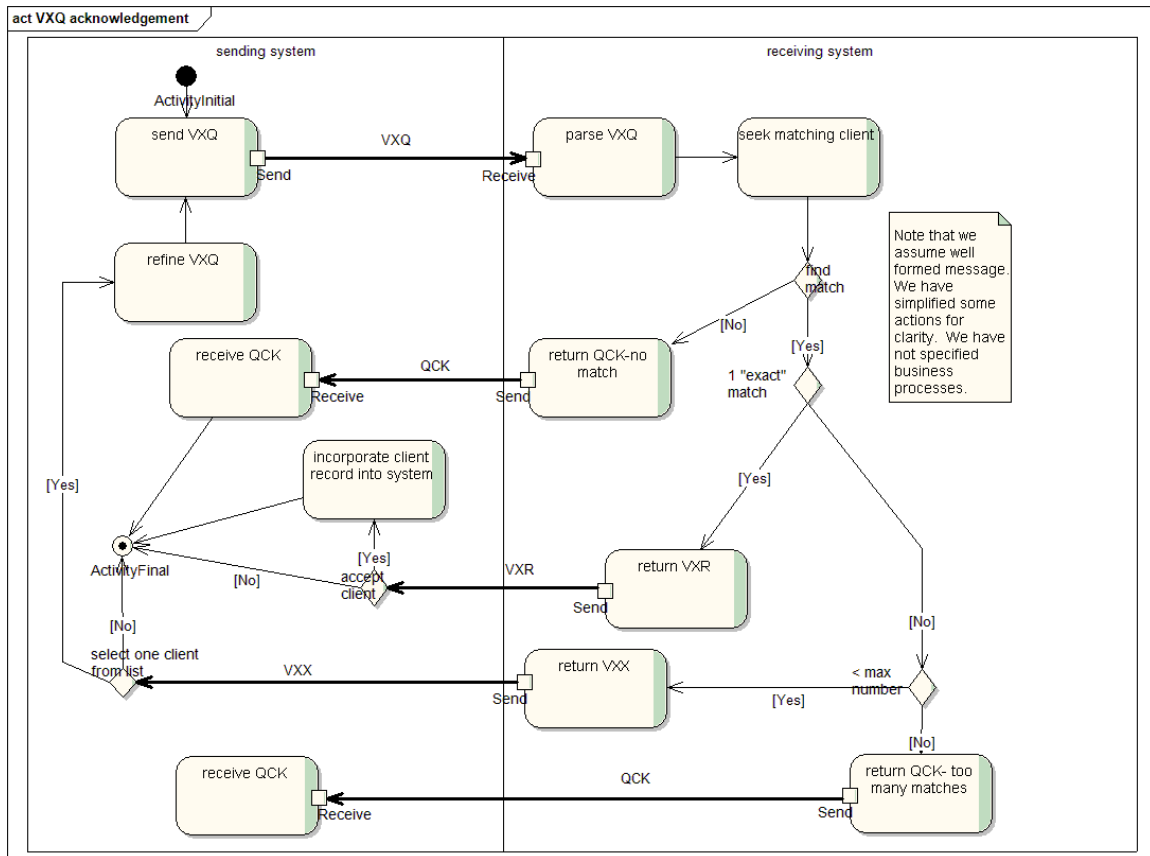 act VXQ acknowledgement
sending system
receiving system
ActivityInitial
send VXQ
Send
VXQ
Receive
parse VXQ
seek matching client
refine VXQ
find
match
Note that we
assume well
formed message.
We have
simplified some
actions for
clarity. We have
not specified
business
processes.
[No]
[Yes]
receive QCK
Receive
QCK
Send
return QCK-no
match
1 "exact"
match
incorporate client
record into system
[Yes]
[Yes]
ActivityFinal
[No]
[Yes]
accept
client
VXR
Send
return VXR
[No]
[No]
select one client
from list
VXX
Send
return VXX
[Yes]
< max
number
[No]
receive QCK
Receive
QCK
Send
return QCK- too
many matches